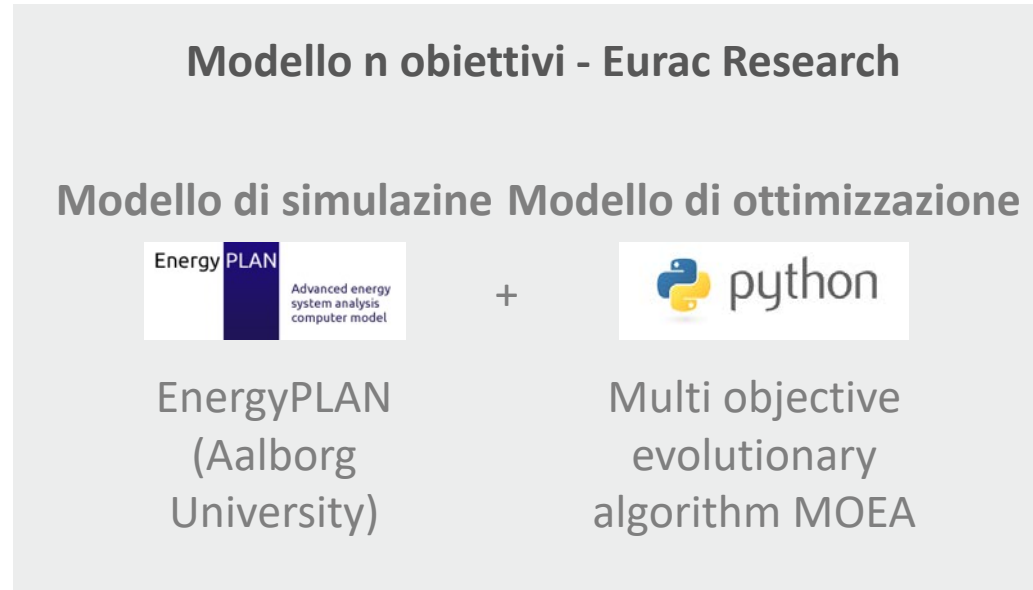 Modello n obiettivi - Eurac Research
Modello di simulazine Modello di ottimizzazione
Energy PLAN
Advanced energy
system analysis
computer model
+
python
EnergyPLAN
(Aalborg
University)
Multi objective
evolutionary
algorithm MOEA